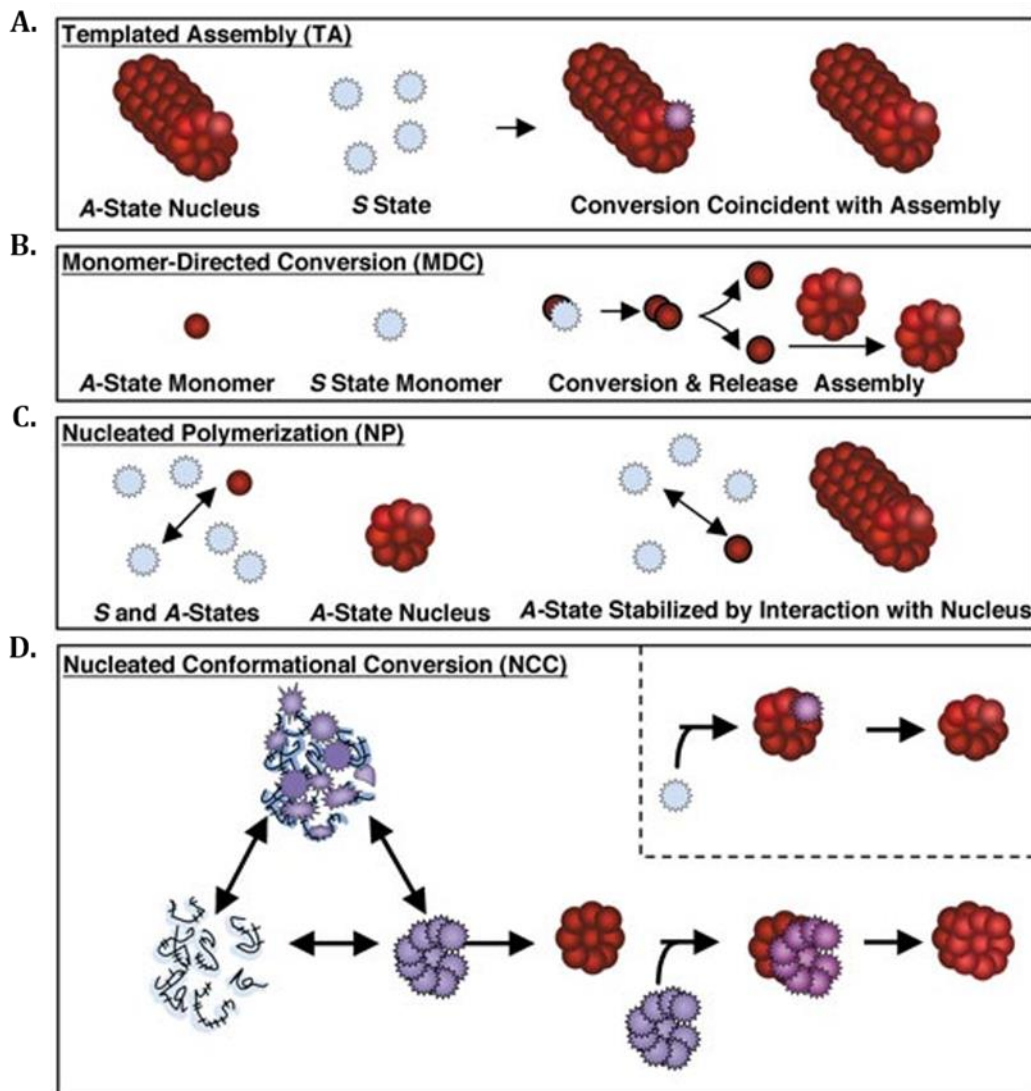 A.
Templated Assembly (TA)
A-State Nucleus
S State
Conversion Coincident with Assembly
B.
Monomer-Directed Conversion (MDC)
A-State Monomer
S State Monomer
Conversion & Release
Assembly
C.
Nucleated Polymerization (NP)
S and A-States
A-State Nucleus
A-State Stabilized by Interaction with Nucleus
D.
Nucleated Conformational Conversion (NCC)